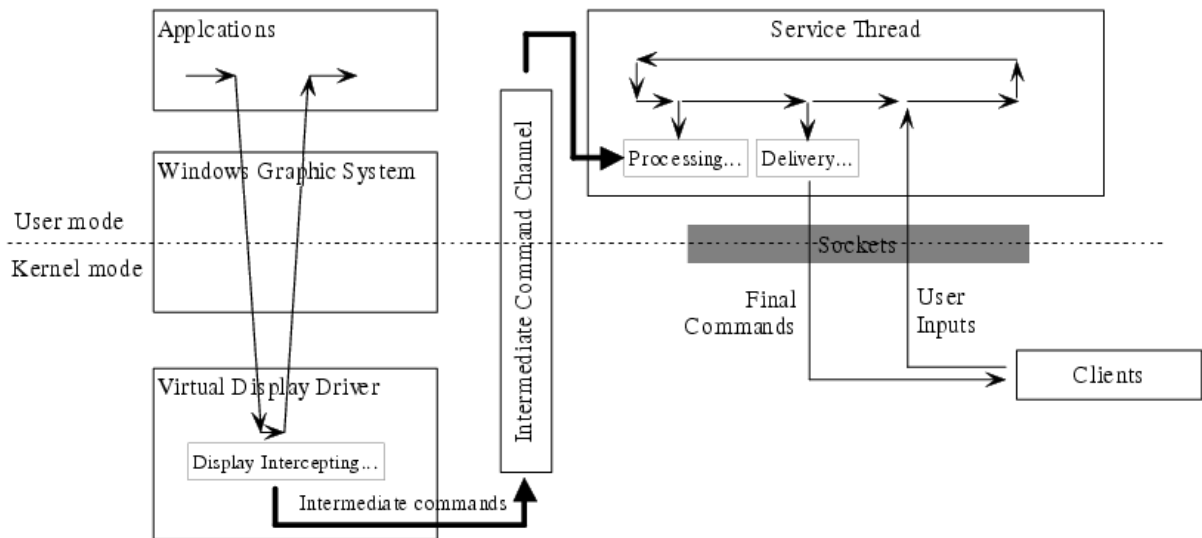 Applcations
Service Thread
Processing...
Delivery...
Windows Graphic System
User mode
Kernel mode
Intermediate Command Channel
Sockets
Final
Commands
User
Inputs
Clients
Virtual Display Driver
Display Intercepting...
Intermediate commands